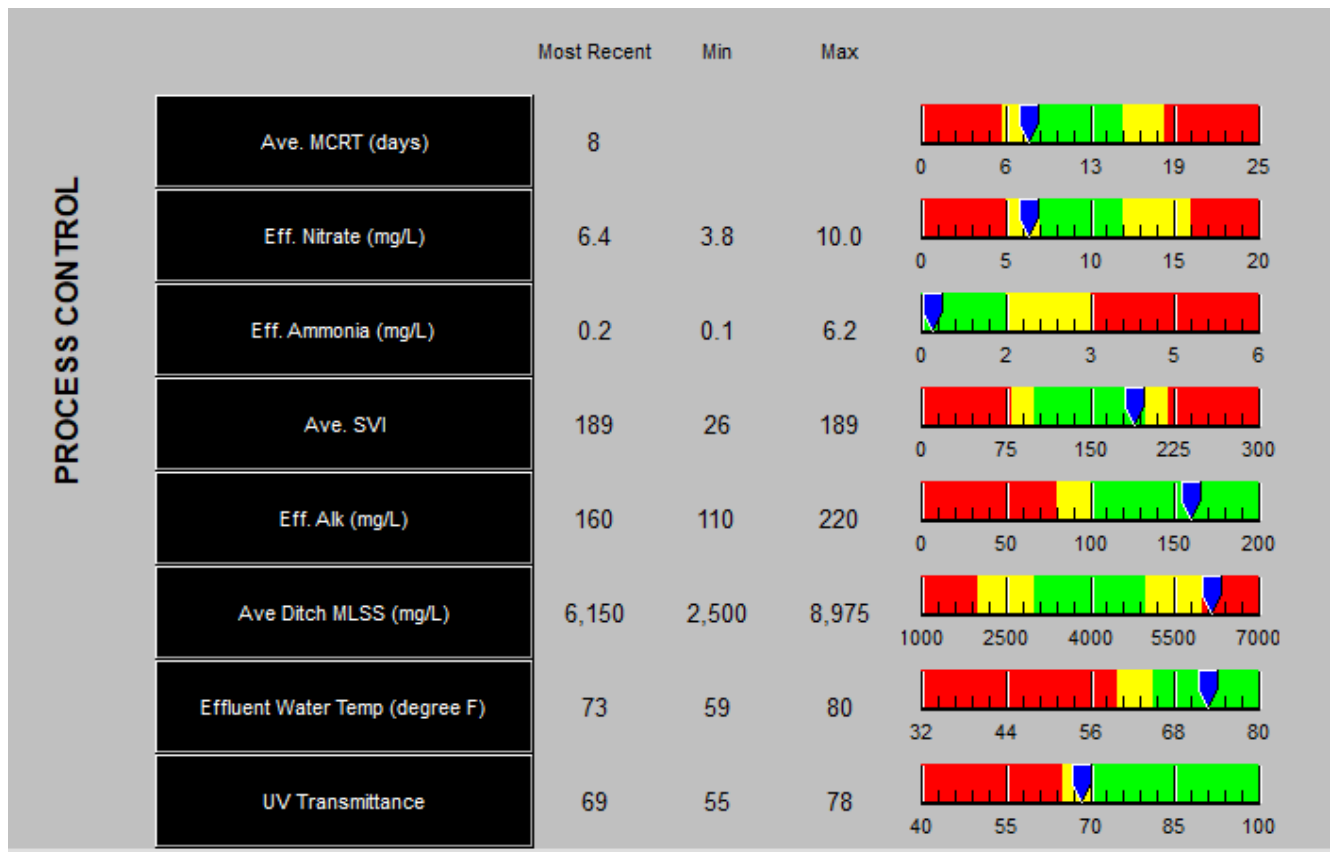 Most Recent Min Max
PROCESS CONTROL
Ave. MCRT (days) 8
0 6 13 19 25
Eff. Nitrate (mg/L) 6.4 3.8 10.0
0 5 10 15 20
Eff. Ammonia (mg/L) 0.2 0.1 6.2
0 2 3 5 6
Ave. SVI 189 26 189
0 75 150 225 300
Eff. Alk (mg/L) 160 110 220
0 50 100 150 200
Ave Ditch MLSS (mg/L) 6,150 2,500 8,975
1000 2500 4000 5500 7000
Effluent Water Temp (degree F) 73 59 80
32 44 56 68 80
UV Transmittance 69 55 78
40 55 70 85 100